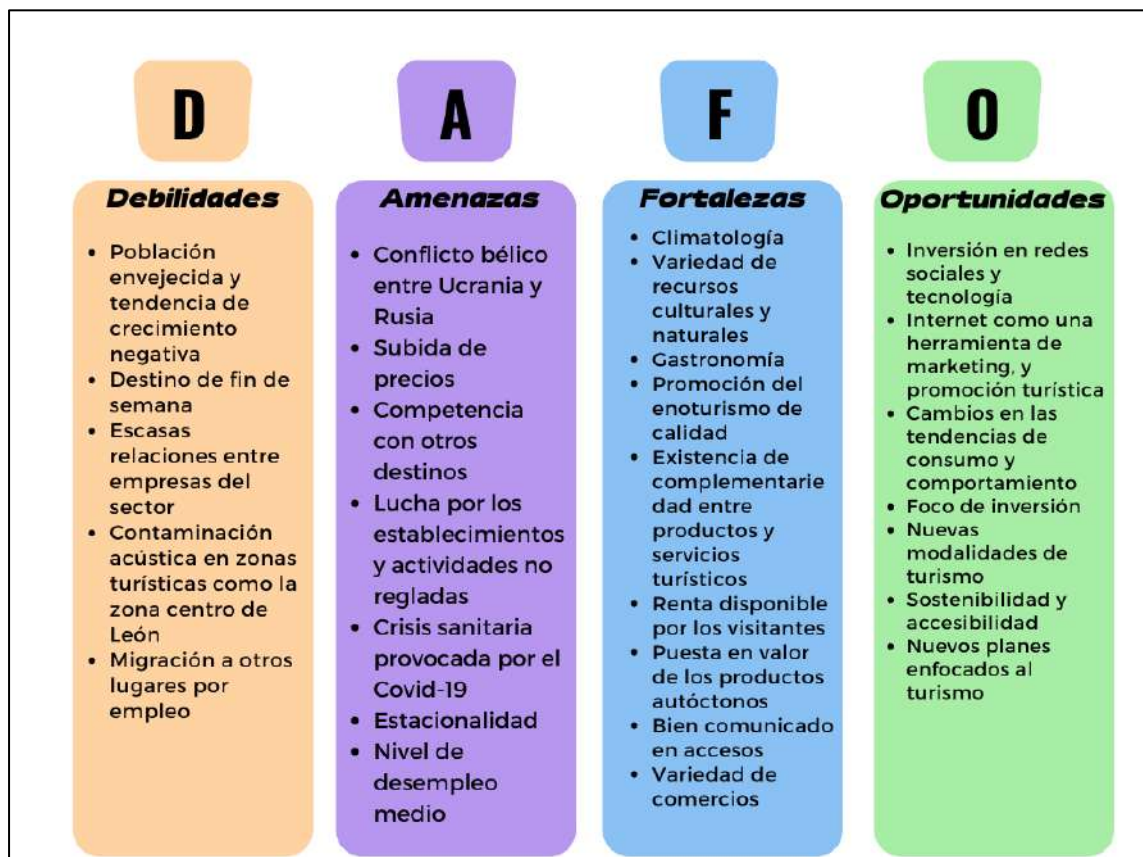 D
Debilidades
• Población
envejecida y
tendencia de
crecimiento
negativa
• Destino de fin de
semana
• Escasas
relaciones entre
empresas del
sector
• Contaminación
acústica en zonas
turísticas como la
zona centro de
León
• Migración a otros
lugares por
empleo
A
Amenazas
• Conflicto bélico
entre Ucrania y
Rusia
• Subida de
precios
• Competencia
con otros
destinos
• Lucha por los
establecimientos
y actividades no
regladas
• Crisis sanitaria
provocada por el
Covid-19
• Estacionalidad
• Nivel de
desempleo
medio
F
Fortalezas
• Climatología
• Variedad de
recursos
culturales y
naturales
• Gastronomía
• Promoción del
enoturismo de
calidad
• Existencia de
complementarie
dad entre
productos y
servicios
turísticos
• Renta disponible
por los visitantes
• Puesta en valor
de los productos
autóctonos
• Bien comunicado
en accesos
• Variedad de
comercios
O
Oportunidades
• Inversión en redes
sociales y
tecnología
• Internet como una
herramienta de
marketing, y
promoción turística
• Cambios en las
tendencias de
consumo y
comportamiento
• Foco de inversión
• Nuevas
modalidades de
turismo
• Sostenibilidad y
accesibilidad
• Nuevos planes
enfocados al
turismo